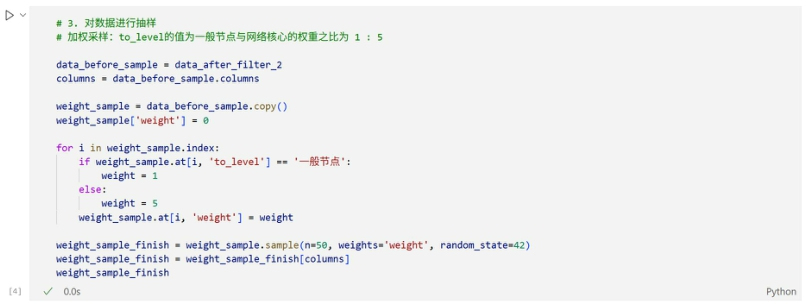 # 3. 对数据进行抽样
# 加权采样：to_level的值为一般节点与网络核心的权重之比为 1 : 5
data_before_sample = data_after_filter_2
columns = data_before_sample.columns
weight_sample = data_before_sample.copy()
weight_sample['weight'] = 0
for i in weight_sample.index:
    if weight_sample.at[i, 'to_level'] == '一般节点':
        weight = 1
    else:
        weight = 5
    weight_sample.at[i, 'weight'] = weight
weight_sample_finish = weight_sample.sample(n=50, weights='weight', random_state=42)
weight_sample_finish = weight_sample_finish[columns]
weight_sample_finish
[4] 0.0s Python